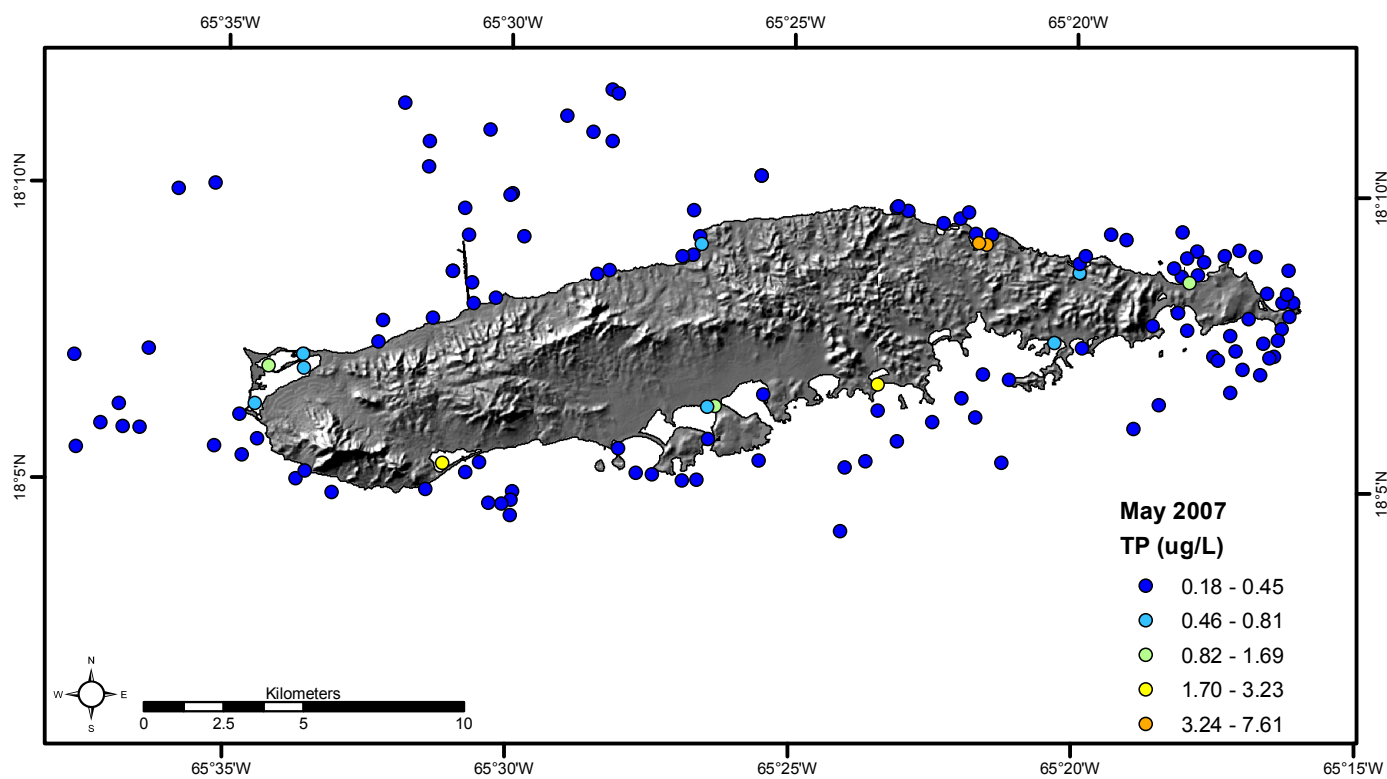 65°35'W 65°30'W 65°25'W 65°20'W
18°10'N
18°10'N
18°5'N
18°5'N
May 2007
TP (ug/L)
0.18 - 0.45
0.46 - 0.81
0.82 - 1.69
1.70 - 3.23
3.24 - 7.61
N
W E
S
Kilometers
0 2.5 5 10
65°35'W 65°30'W 65°25'W 65°20'W 65°15'W